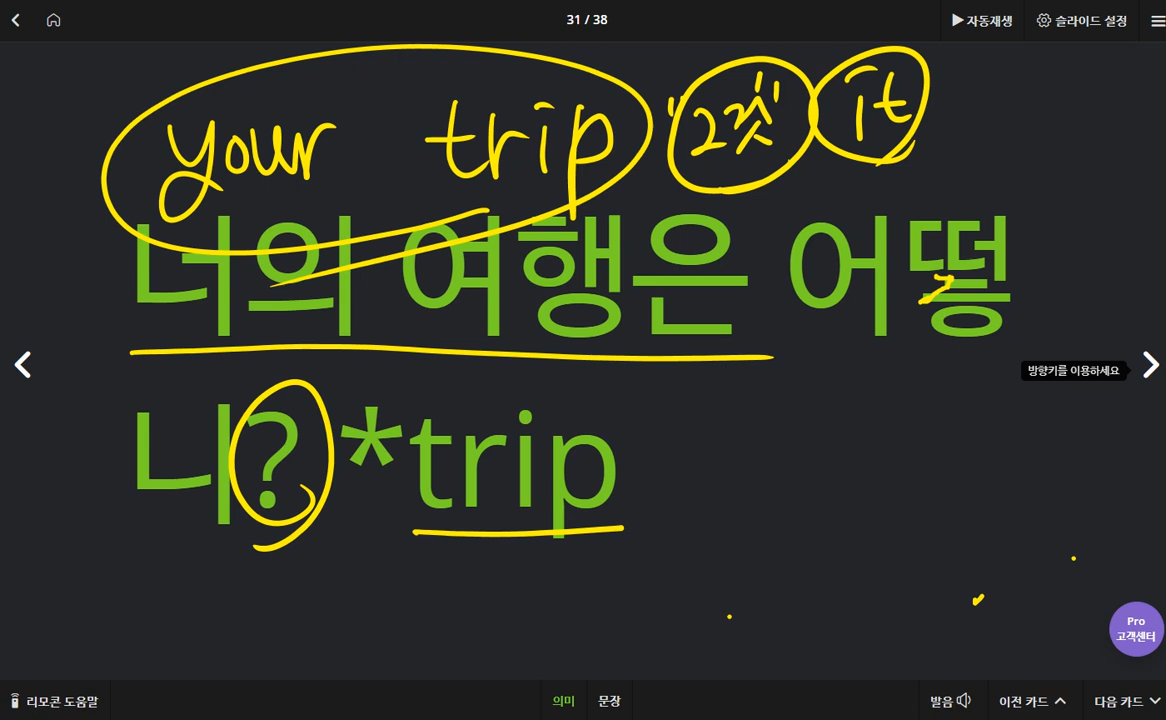 31 / 38
자동재생
슬라이드 설정
your trip "그것" it
너의 여행은 어떻
니? *trip
방향키를 이용하세요
Pro
고객센터
리모콘 도움말
의미
문장
발음
이전 카드
다음 카드